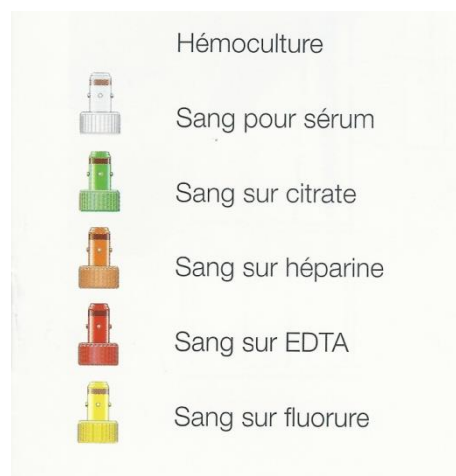 Hémoculture
Sang pour sérum
Sang sur citrate
Sang sur héparine
Sang sur EDTA
Sang sur fluorure